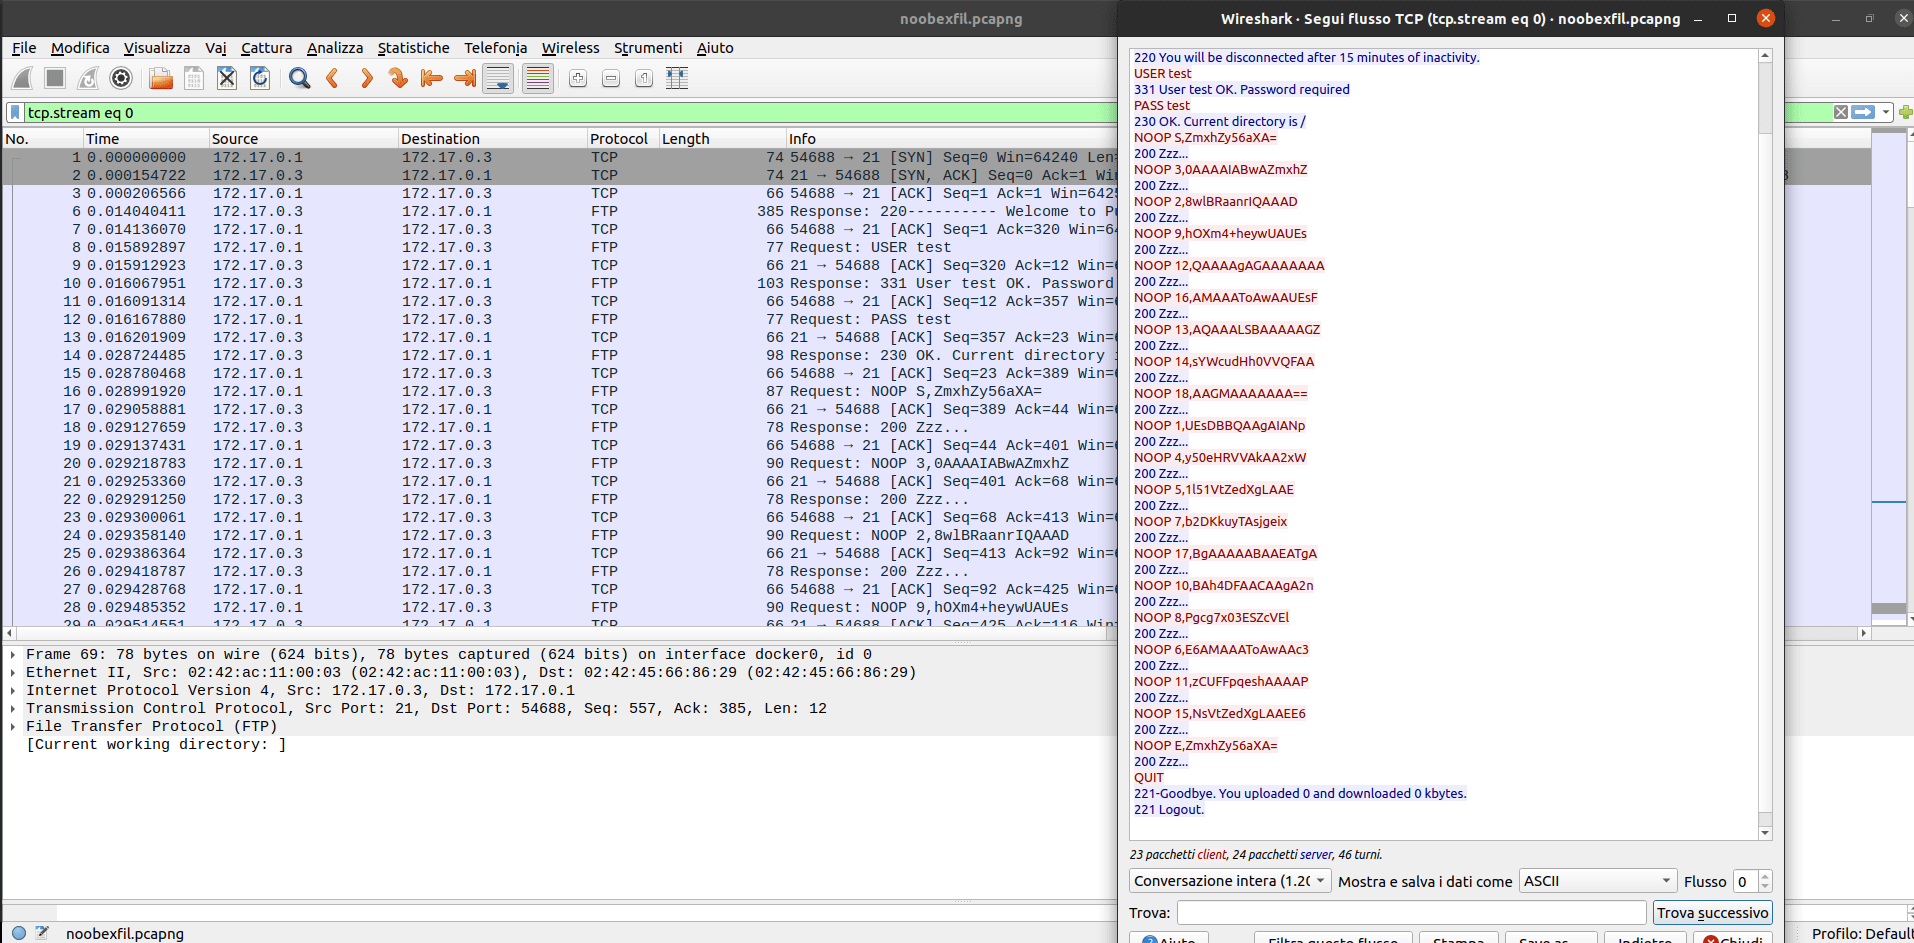 noobexfil.pcapng
File Modifica Visualizza Vai Cattura Analizza Statistiche Telefonia Wireless Strumenti Aiuto
tcp.stream eq 0
No. Time Source Destination Protocol Length Info
1 0.000000000 172.17.0.1 172.17.0.3 TCP 74 54688 → 21 [SYN] Seq=0 Win=64240 Len=
2 0.000154722 172.17.0.3 172.17.0.1 TCP 74 21 → 54688 [SYN, ACK] Seq=0 Ack=1 Wi
3 0.000206566 172.17.0.1 172.17.0.3 TCP 66 54688 → 21 [ACK] Seq=1 Ack=1 Win=642
6 0.014040411 172.17.0.3 172.17.0.1 FTP 385 Response: 220---------- Welcome to P
7 0.014136070 172.17.0.1 172.17.0.3 TCP 66 54688 → 21 [ACK] Seq=1 Ack=320 Win=6
8 0.015892897 172.17.0.1 172.17.0.3 FTP 77 Request: USER test
9 0.015912923 172.17.0.3 172.17.0.1 TCP 66 21 → 54688 [ACK] Seq=320 Ack=12 Win=
10 0.016067951 172.17.0.3 172.17.0.1 FTP 103 Response: 331 User test OK. Password
11 0.016091314 172.17.0.1 172.17.0.3 TCP 66 54688 → 21 [ACK] Seq=12 Ack=357 Win=
12 0.016167880 172.17.0.1 172.17.0.3 FTP 77 Request: PASS test
13 0.016201909 172.17.0.3 172.17.0.1 TCP 66 21 → 54688 [ACK] Seq=357 Ack=23 Win=
14 0.028724485 172.17.0.3 172.17.0.1 FTP 98 Response: 230 OK. Current directory
15 0.028780468 172.17.0.1 172.17.0.3 TCP 66 54688 → 21 [ACK] Seq=23 Ack=389 Win=
16 0.028991920 172.17.0.1 172.17.0.3 FTP 87 Request: NOOP S,ZmxhZy56aXA=
17 0.029058881 172.17.0.3 172.17.0.1 TCP 66 21 → 54688 [ACK] Seq=389 Ack=44 Win=
18 0.029127659 172.17.0.3 172.17.0.1 FTP 78 Response: 200 Zzz...
19 0.029137431 172.17.0.1 172.17.0.3 TCP 66 54688 → 21 [ACK] Seq=44 Ack=401 Win=
20 0.029218783 172.17.0.1 172.17.0.3 FTP 90 Request: NOOP 3,0AAAAIABwAZmxhZ
21 0.029253360 172.17.0.3 172.17.0.1 TCP 66 21 → 54688 [ACK] Seq=401 Ack=68 Win=
22 0.029291250 172.17.0.3 172.17.0.1 FTP 78 Response: 200 Zzz...
23 0.029300061 172.17.0.1 172.17.0.3 TCP 66 54688 → 21 [ACK] Seq=68 Ack=413 Win=
24 0.029358140 172.17.0.1 172.17.0.3 FTP 90 Request: NOOP 2,8wlBRaanrIQAAAD
25 0.029386364 172.17.0.3 172.17.0.1 TCP 66 21 → 54688 [ACK] Seq=413 Ack=92 Win=
26 0.029418787 172.17.0.3 172.17.0.1 FTP 78 Response: 200 Zzz...
27 0.029428768 172.17.0.1 172.17.0.3 TCP 66 54688 → 21 [ACK] Seq=92 Ack=425 Win=
28 0.029485352 172.17.0.1 172.17.0.3 FTP 90 Request: NOOP 9,hOXm4+heywUAUEs
29 0.029514551 172.17.0.3 172.17.0.1 TCP 66 21 → 54688 [ACK] Seq=425 Ack=116 Win=
Frame 69: 78 bytes on wire (624 bits), 78 bytes captured (624 bits) on interface docker0, id 0
Ethernet II, Src: 02:42:ac:11:00:03 (02:42:ac:11:00:03), Dst: 02:42:45:66:86:29 (02:42:45:66:86:29)
Internet Protocol Version 4, Src: 172.17.0.3, Dst: 172.17.0.1
Transmission Control Protocol, Src Port: 21, Dst Port: 54688, Seq: 557, Ack: 385, Len: 12
File Transfer Protocol (FTP)
[Current working directory: ]
noobexfil.pcapng
Profilo: Default
Wireshark · Segui flusso TCP (tcp.stream eq 0) · noobexfil.pcapng
220 You will be disconnected after 15 minutes of inactivity.
USER test
331 User test OK. Password required
PASS test
230 OK. Current directory is /
NOOP S,ZmxhZy56aXA=
200 Zzz...
NOOP 3,0AAAAIABwAZmxhZ
200 Zzz...
NOOP 2,8wlBRaanrIQAAAD
200 Zzz...
NOOP 9,hOXm4+heywUAUEs
200 Zzz...
NOOP 12,QAAAAgAGAAAAAAA
200 Zzz...
NOOP 16,AMAAAToAwAAUEsF
200 Zzz...
NOOP 13,AQAAALSBAAAAAGZ
200 Zzz...
NOOP 14,sYWcudHh0VVQFAA
200 Zzz...
NOOP 18,AAGMAAAAAAA==
200 Zzz...
NOOP 1,UEsDBBQAAgAIANp
200 Zzz...
NOOP 4,y50eHRVVAkAA2xW
200 Zzz...
NOOP 5,1l51VtZedXgLAAE
200 Zzz...
NOOP 7,b2DKkuyTAsjgeix
200 Zzz...
NOOP 17,BgAAAAABAAEATgA
200 Zzz...
NOOP 10,BAh4DFAACAAgA2n
200 Zzz...
NOOP 8,Pgcg7x03ESZcVEl
200 Zzz...
NOOP 6,E6AMAAAToAwAAc3
200 Zzz...
NOOP 11,zCUFFpqeshAAAAP
200 Zzz...
NOOP 15,NsVtZedXgLAAEE6
200 Zzz...
NOOP E,ZmxhZy56aXA=
200 Zzz...
QUIT
221-Goodbye. You uploaded 0 and downloaded 0 kbytes.
221 Logout.
23 pacchetti client, 24 pacchetti server, 46 turni.
Conversazione intera (1.20 Mostra e salva i dati come ASCII Flusso 0
Trova: Trova successivo
Aiuto Filtra questo flusso Stampa Save as… Indietro Chiudi